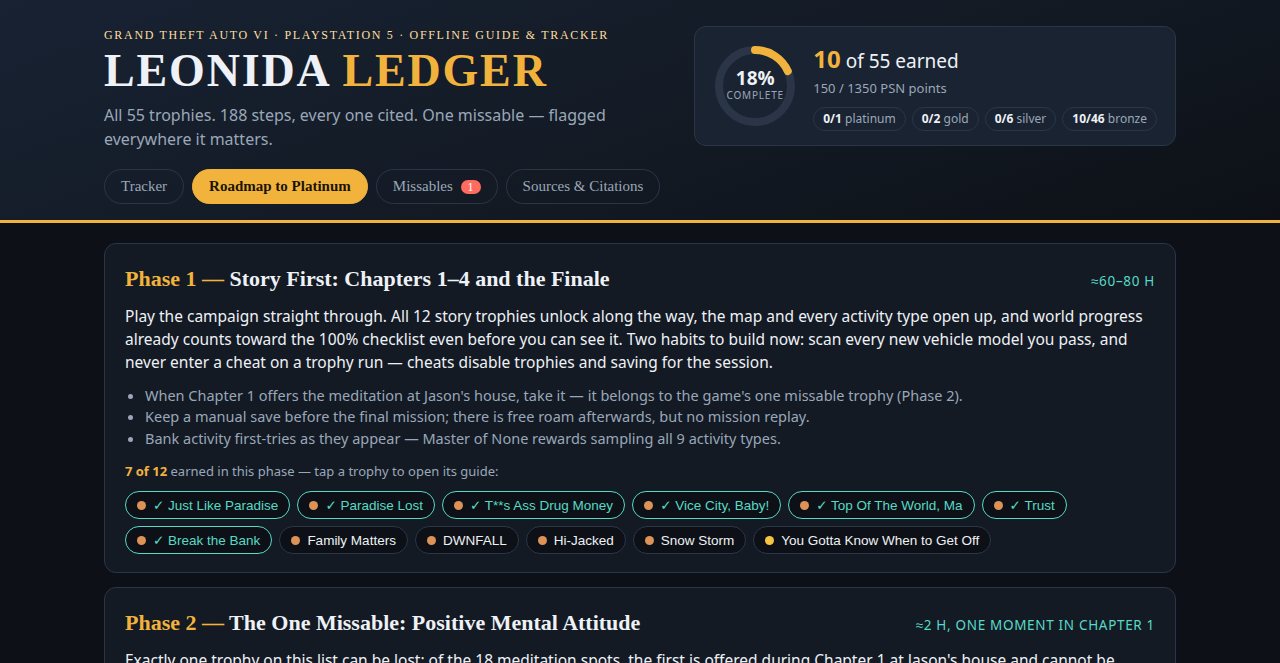 GRAND THEFT AUTO VI · PLAYSTATION 5 · OFFLINE GUIDE & TRACKER
LEONIDA LEDGER
All 55 trophies. 188 steps, every one cited. One missable — flagged
everywhere it matters.
18%
COMPLETE
10 of 55 earned
150 / 1350 PSN points
0/1 platinum
0/2 gold
0/6 silver
10/46 bronze
Tracker
Roadmap to Platinum
Missables 1
Sources & Citations
Phase 1 — Story First: Chapters 1–4 and the Finale
≈60–80 H
Play the campaign straight through. All 12 story trophies unlock along the way, the map and every activity type open up, and world progress
already counts toward the 100% checklist even before you can see it. Two habits to build now: scan every new vehicle model you pass, and
never enter a cheat on a trophy run — cheats disable trophies and saving for the session.
• When Chapter 1 offers the meditation at Jason's house, take it — it belongs to the game's one missable trophy (Phase 2).
• Keep a manual save before the final mission; there is free roam afterwards, but no mission replay.
• Bank activity first-tries as they appear — Master of None rewards sampling all 9 activity types.
7 of 12 earned in this phase — tap a trophy to open its guide:
✓ Just Like Paradise
✓ Paradise Lost
✓ T**s Ass Drug Money
✓ Vice City, Baby!
✓ Top Of The World, Ma
✓ Trust
✓ Break the Bank
Family Matters
DWNFALL
Hi-Jacked
Snow Storm
You Gotta Know When to Get Off
Phase 2 — The One Missable: Positive Mental Attitude
≈2 H, ONE MOMENT IN CHAPTER 1
Exactly one trophy on this list can be lost: of the 18 meditation spots, the first is offered during Chapter 1 at Jason's house and cannot be